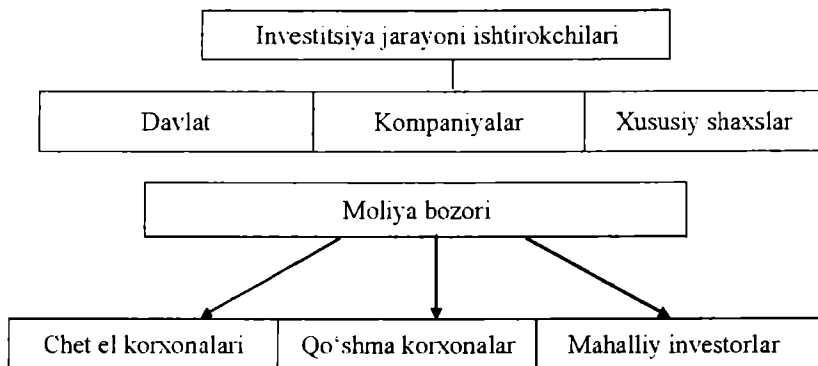 Investitsiya jarayoni ishtirokchilari
Davlat
Kompaniyalar
Xususiy shaxslar
Moliya bozori
Chet el korxonalari
Qo‘shma korxonalar
Mahalliy investorlar